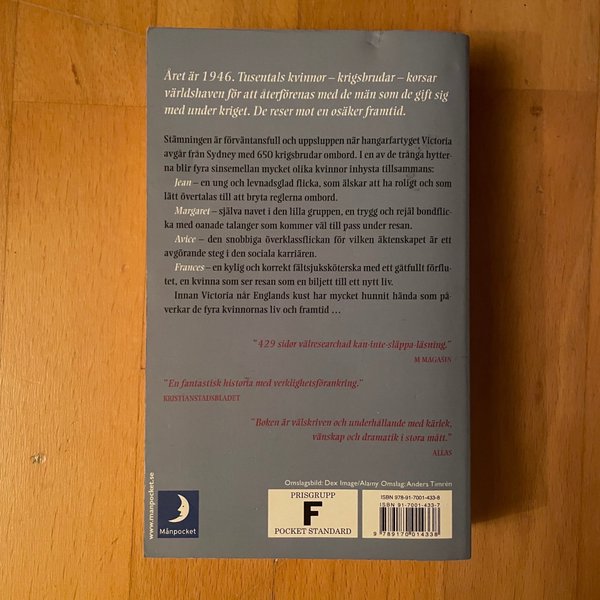 Året är 1946. Tusentals kvinnor – krigsbrudar – korsar
världshaven för att återförenas med de män som de gift sig
med under kriget. De reser mot en osäker framtid.
Stämningen är förväntansfull och uppsluppen när hangarfartyget Victoria
avgår från Sydney med 650 krigsbrudar ombord. I en av de trånga hytter-
na blir fyra sinsemellan mycket olika kvinnor inhysta tillsammans:
Jean – en ung och levnadsglad flicka, som älskar att ha roligt och som
lätt övertalas till att bryta reglerna ombord.
Margaret – själva navet i den lilla gruppen, en trygg och rejäl bondflic-
ka med oanade talanger som kommer väl till pass under resan.
Avice – den snobbiga överklassflickan för vilken äktenskapet är ett
avgörande steg i den sociala karriären.
Frances – en kylig och korrekt fältsjuksköterska med ett gåtfullt förflu-
tet, en kvinna som ser resan som en biljett till ett nytt liv.
Innan Victoria når Englands kust har mycket hunnit hända som på-
verkar de fyra kvinnornas liv och framtid ...
"429 sidor välresearchad kan-inte-släppa-läsning."
M MAGASIN
"En fantastisk historia med verklighetsförankring."
KRISTIANSTADSBLADET
"Boken är välskriven och underhållande med kärlek,
vänskap och dramatik i stora mått."
ALLAS
Omslagsbild: Dex Image/Alamy Omslag: Anders Timrén
www.manpocket.se
Månpocket
PRISGRUPP
F
POCKET STANDARD
ISBN 978-91-7001-433-8
ISBN 91-7001-433-7
9 789170 014338